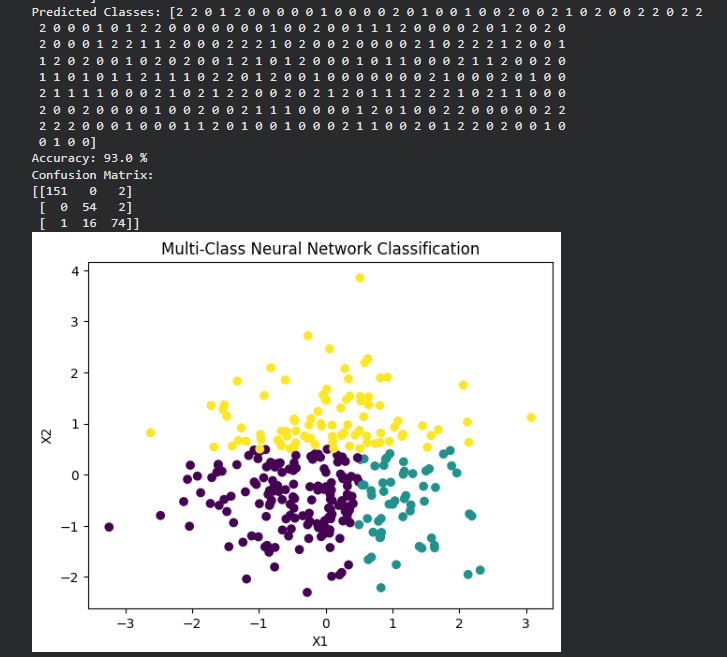 Predicted Classes: [2 2 0 1 2 0 0 0 0 0 1 0 0 0 0 2 0 1 0 0 1 0 0 2 0 0 2 1 0 2 0 0 2 2 0 2 2
2 0 0 0 1 0 1 2 2 0 0 0 0 0 0 0 1 0 0 2 0 0 1 1 1 2 0 0 0 0 2 0 1 2 0 2 0
2 0 0 0 1 2 2 1 2 0 0 0 2 2 2 1 0 2 0 0 2 0 0 0 0 0 2 1 0 2 2 0 2 1 2 0 0 1
1 2 0 2 0 0 2 0 0 1 0 0 2 1 0 2 0 0 0 0 0 1 0 0 0 0 0 0 2 1 1 2 0 0 2 0 0 0
1 1 0 1 0 1 1 2 1 1 0 2 2 0 1 2 0 0 1 0 0 0 0 0 0 0 2 1 0 0 0 1 0 2 0 1 0 0
2 1 1 1 1 0 0 0 2 1 0 2 1 2 2 0 0 2 0 2 1 2 0 1 1 1 2 2 0 2 0 0 0 0 1 0 0 0
2 0 0 2 0 0 0 0 1 0 0 2 0 0 2 1 1 1 0 0 0 0 1 2 0 1 0 2 2 0 0 2 0 0 0 0 2 2
2 2 2 0 0 0 1 0 0 0 1 1 2 0 1 0 0 1 0 0 0 2 1 1 0 0 2 0 1 2 2 0 2 0 0 1 0
0 1 0 0]
Accuracy: 93.0 %
Confusion Matrix:
[[151 0 2]
[ 0 54 2]
[ 1 16 74]]
Multi-Class Neural Network Classification
4
3
2
1
0
−1
−2
X2
−3 −2 −1 0 1 2 3
X1